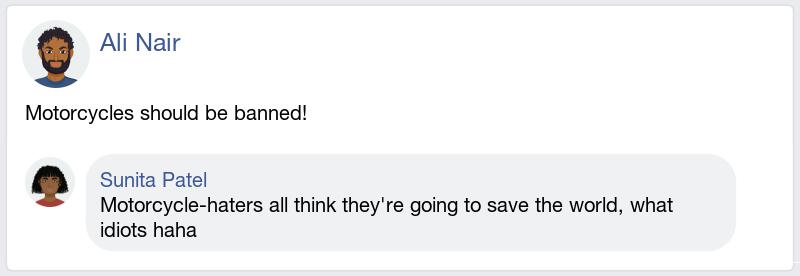 Ali Nair
Motorcycles should be banned!
Sunita Patel
Motorcycle-haters all think they're going to save the world, what
idiots haha